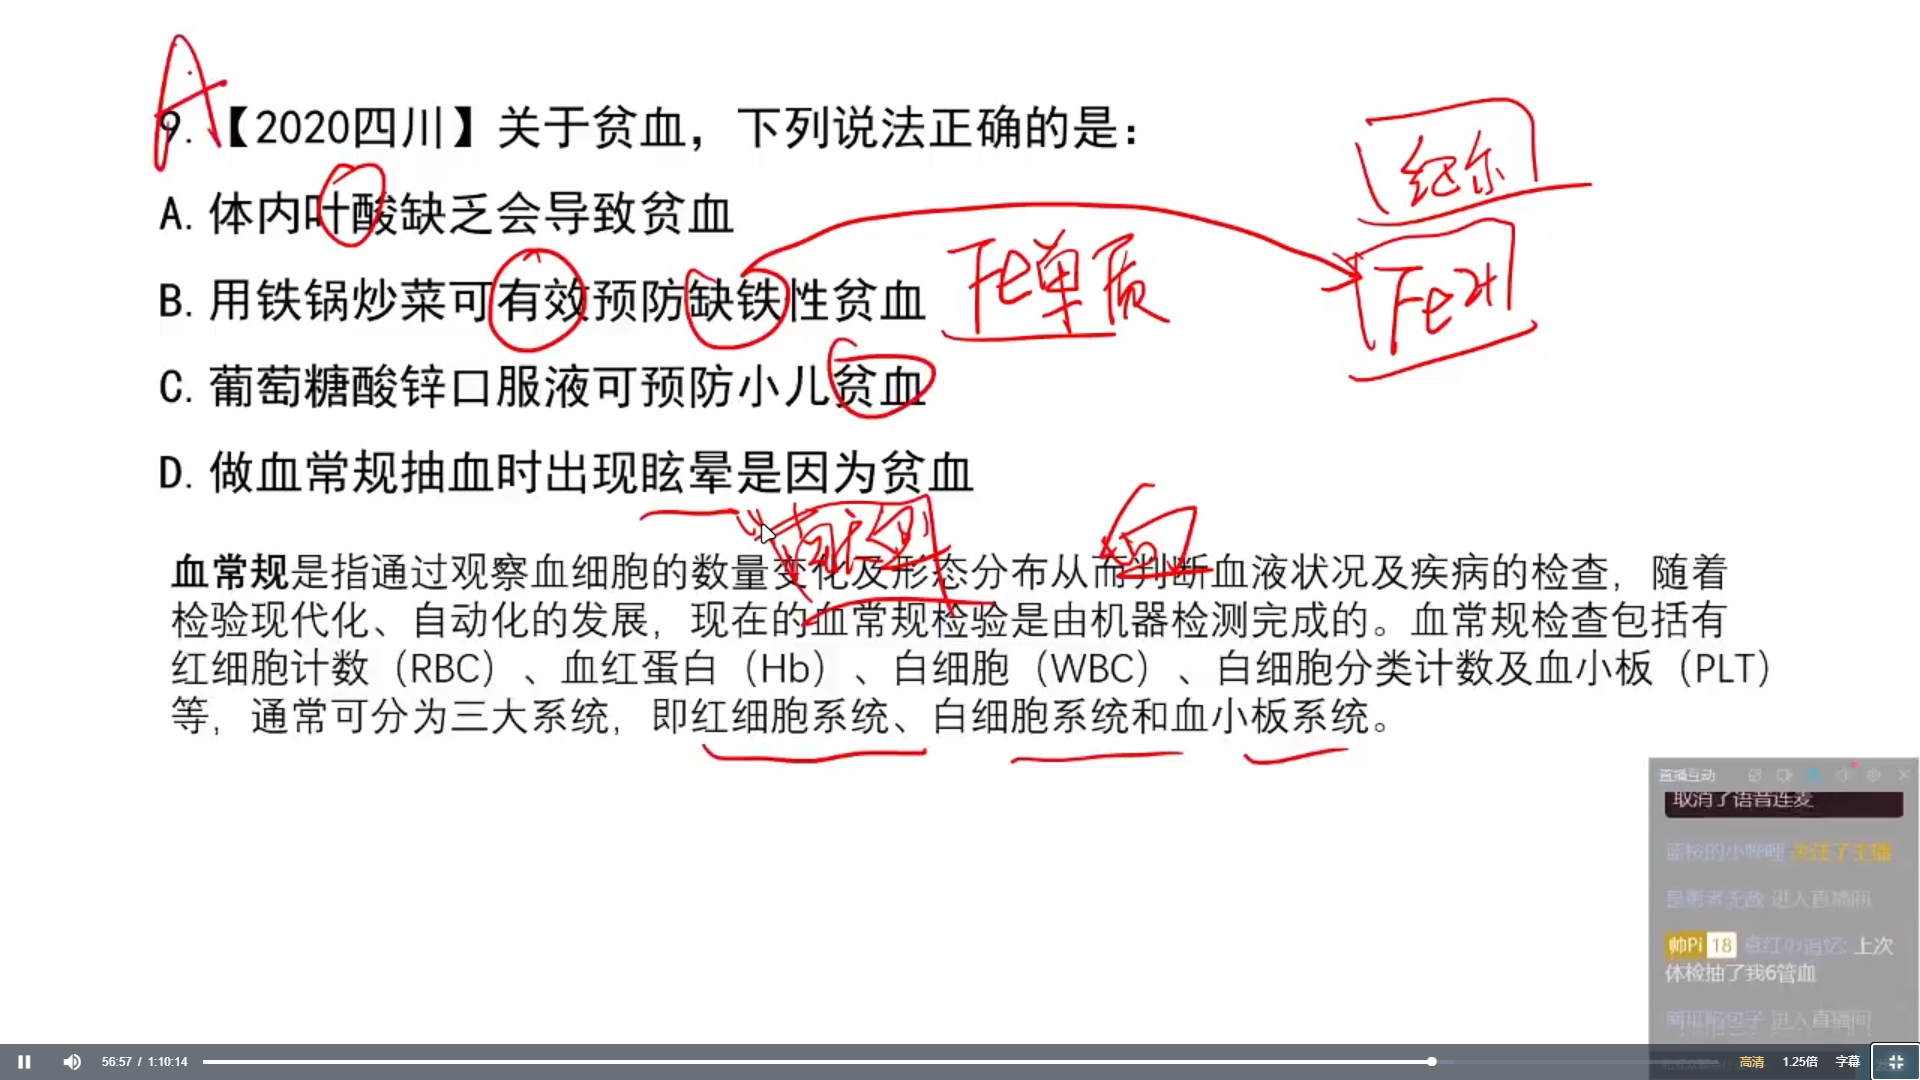 A
9.【2020四川】关于贫血，下列说法正确的是：
A. 体内叶酸缺乏会导致贫血
B. 用铁锅炒菜可有效预防缺铁性贫血
Fe单质
Fe2+
C. 葡萄糖酸锌口服液可预防小儿贫血
D. 做血常规抽血时出现眩晕是因为贫血
血
血常规是指通过观察血细胞的数量变化及形态分布从而判断血液状况及疾病的检查，随着
检验现代化、自动化的发展，现在的血常规检验是由机器检测完成的。血常规检查包括有
红细胞计数（RBC）、血红蛋白（Hb）、白细胞（WBC）、白细胞分类计数及血小板（PLT）
等，通常可分为三大系统，即红细胞系统、白细胞系统和血小板系统。
直播互动
取消了语音连麦
关注了主播
进入直播间
帅Pi 18 上次
体检抽了我6管血
进入直播间
56:57 / 1:10:14
高清 1.25倍 字幕